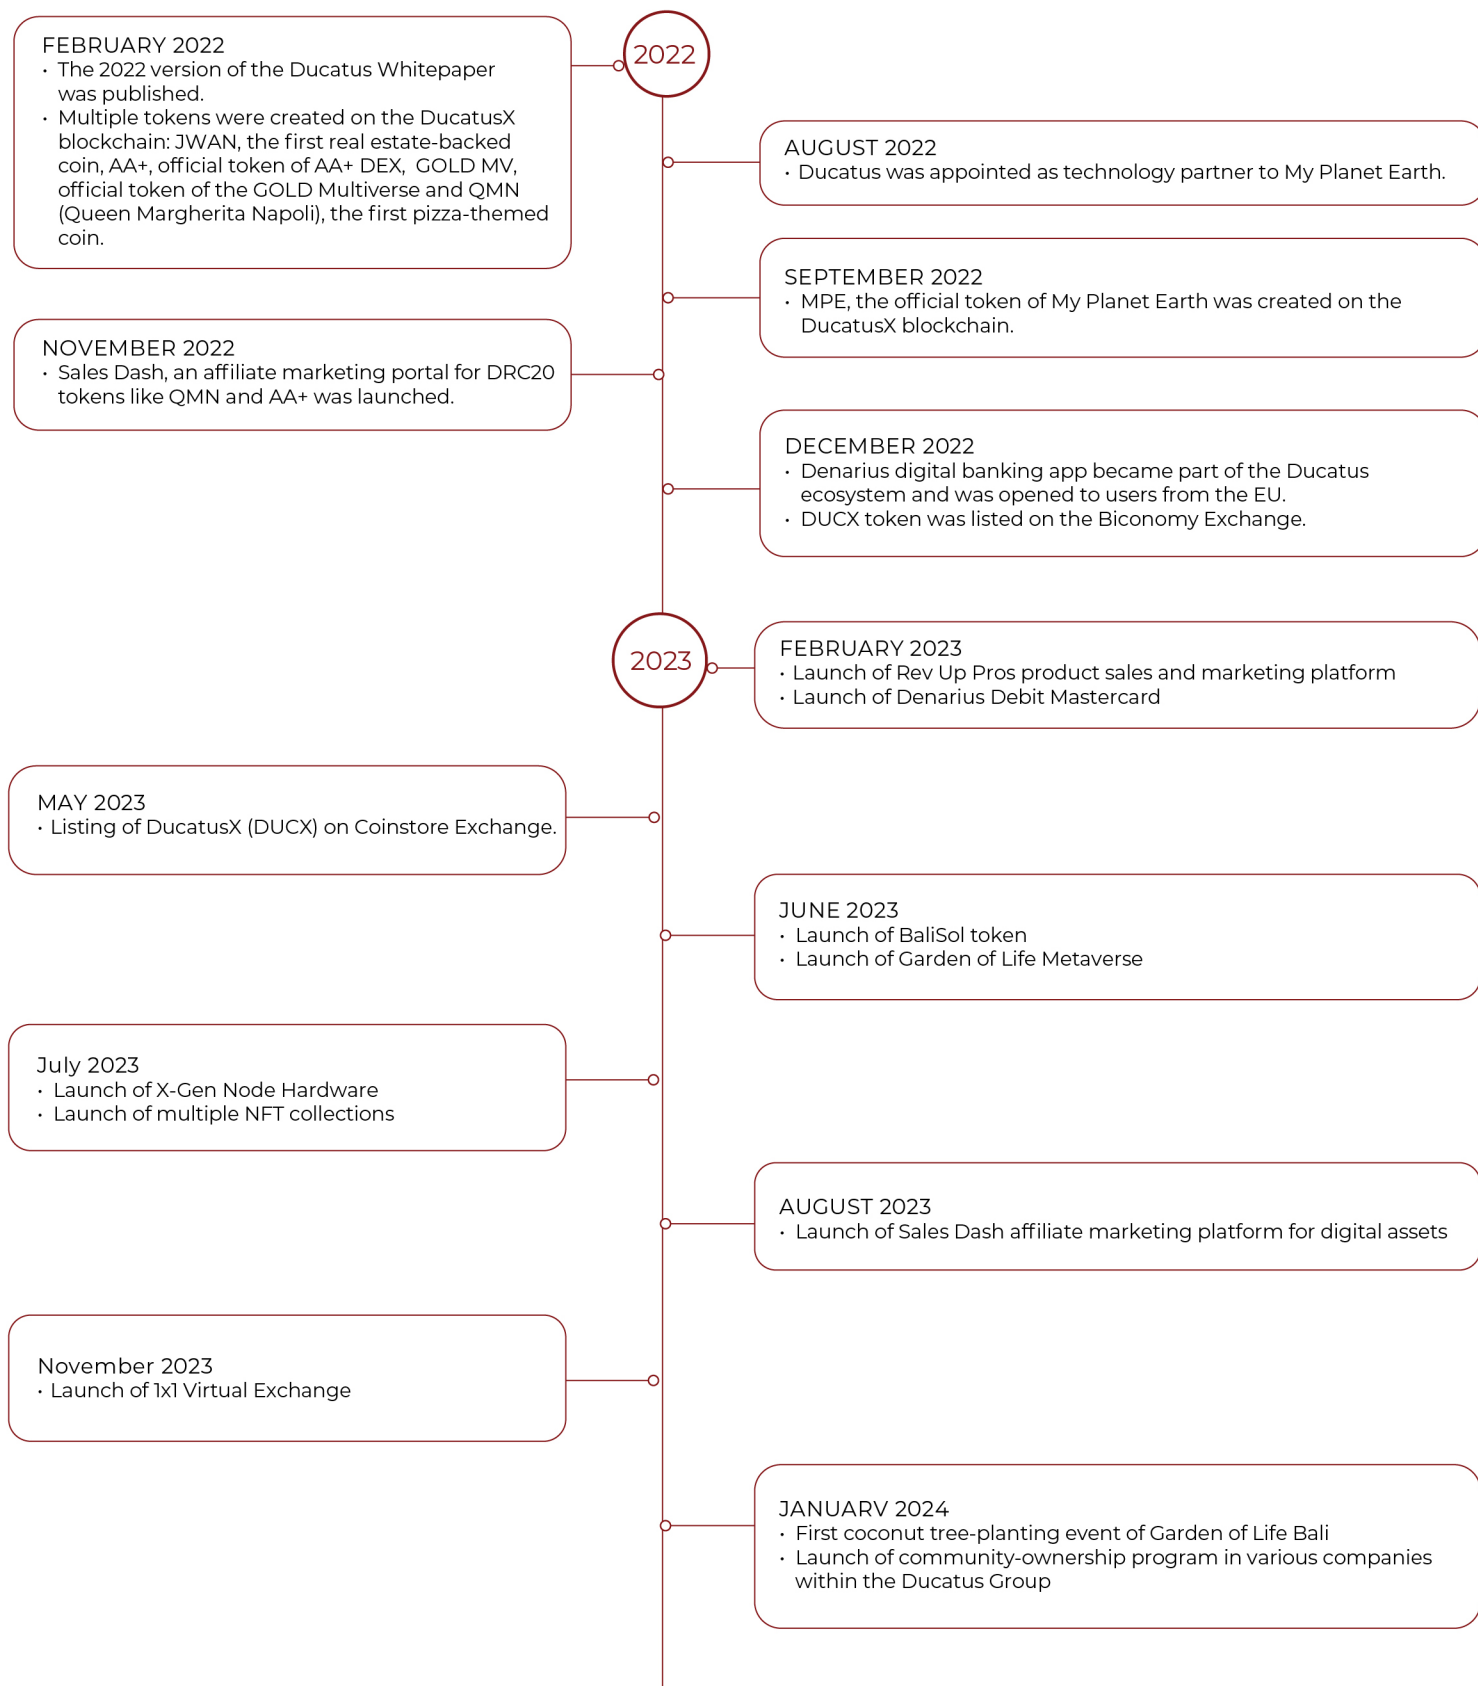 2022
FEBRUARY 2022
• The 2022 version of the Ducatus Whitepaper
was published.
• Multiple tokens were created on the DucatusX
blockchain: JWAN, the first real estate-backed
coin, AA+, official token of AA+ DEX, GOLD MV,
official token of the GOLD Multiverse and QMN
(Queen Margherita Napoli), the first pizza-themed
coin.
AUGUST 2022
• Ducatus was appointed as technology partner to My Planet Earth.
SEPTEMBER 2022
• MPE, the official token of My Planet Earth was created on the
DucatusX blockchain.
NOVEMBER 2022
• Sales Dash, an affiliate marketing portal for DRC20
tokens like QMN and AA+ was launched.
DECEMBER 2022
• Denarius digital banking app became part of the Ducatus
ecosystem and was opened to users from the EU.
• DUCX token was listed on the Biconomy Exchange.
2023
FEBRUARY 2023
• Launch of Rev Up Pros product sales and marketing platform
• Launch of Denarius Debit Mastercard
MAY 2023
• Listing of DucatusX (DUCX) on Coinstore Exchange.
JUNE 2023
• Launch of BaliSol token
• Launch of Garden of Life Metaverse
July 2023
• Launch of X-Gen Node Hardware
• Launch of multiple NFT collections
AUGUST 2023
• Launch of Sales Dash affiliate marketing platform for digital assets
November 2023
• Launch of 1x1 Virtual Exchange
JANUARV 2024
• First coconut tree-planting event of Garden of Life Bali
• Launch of community-ownership program in various companies
within the Ducatus Group